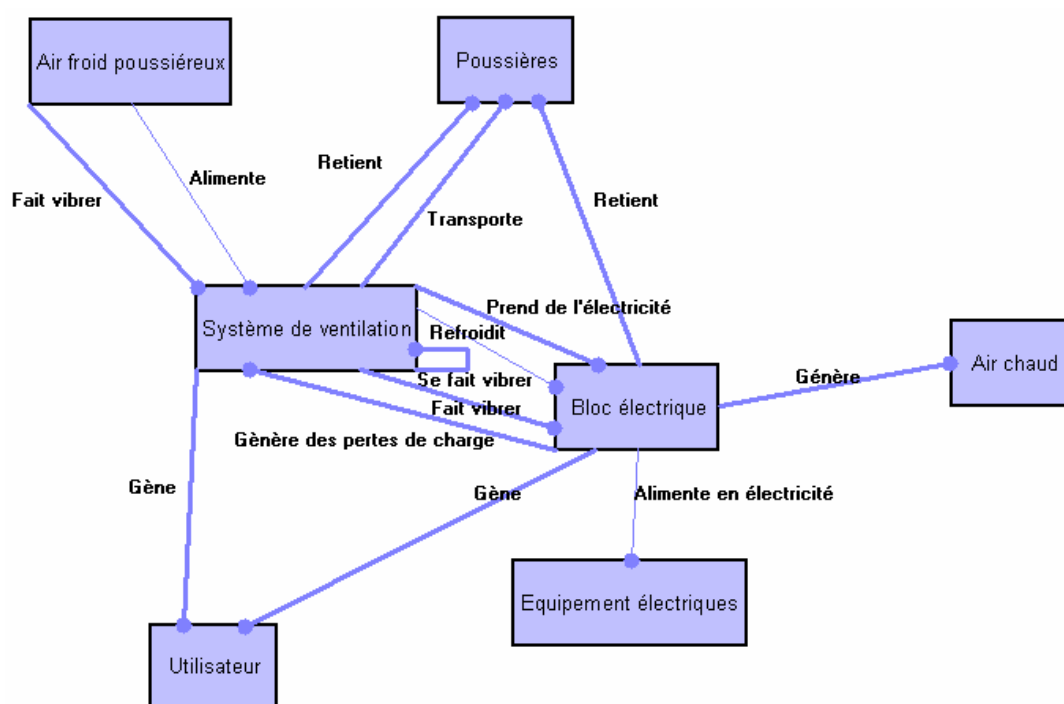 Air froid poussiéreux
Poussières
Retient
Alimente
Fait vibrer
Retient
Transporte
Prend de l'électricité
Système de ventilation
Refroidit
Air chaud
Génère
Se fait vibrer
Fait vibrer
Bloc électrique
Gènère des pertes de charge
Gène
Gène
Alimente en électricité
Equipement électriques
Utilisateur